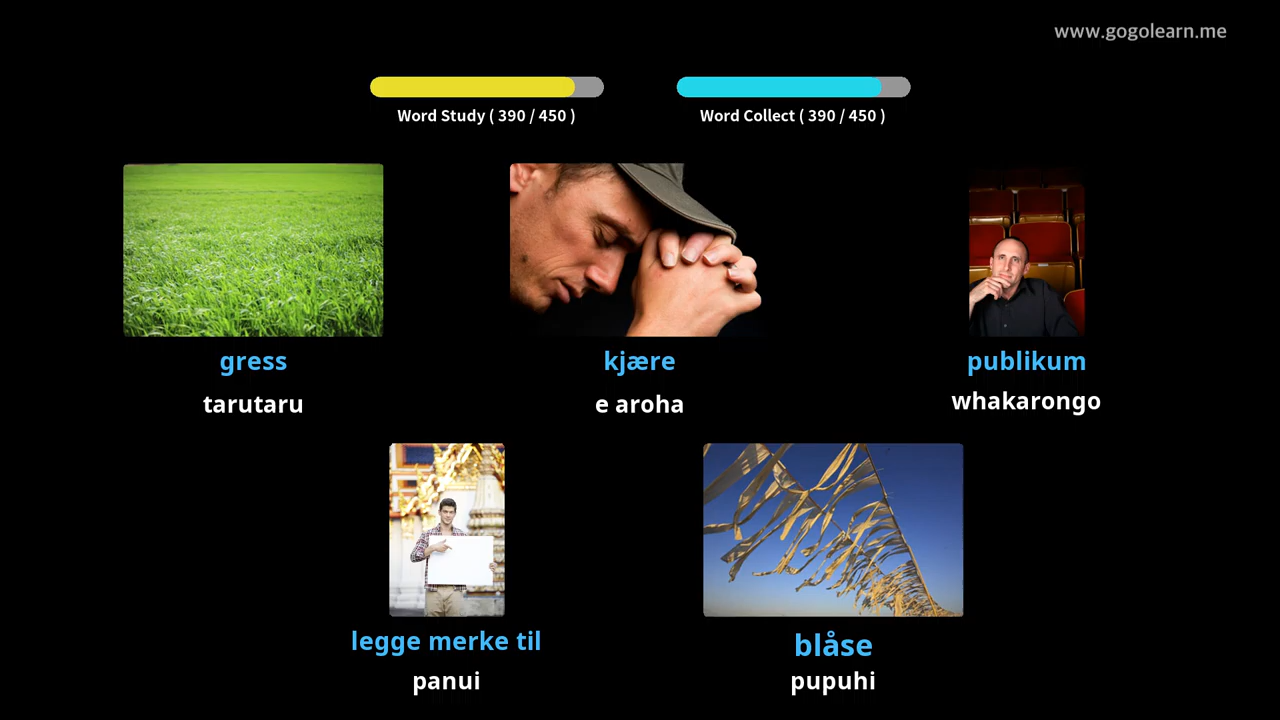 www.gogolearn.me
Word Study ( 390 / 450 )
Word Collect ( 390 / 450 )
gress
tarutaru
kjære
e aroha
publikum
whakarongo
legge merke til
panui
blåse
pupuhi